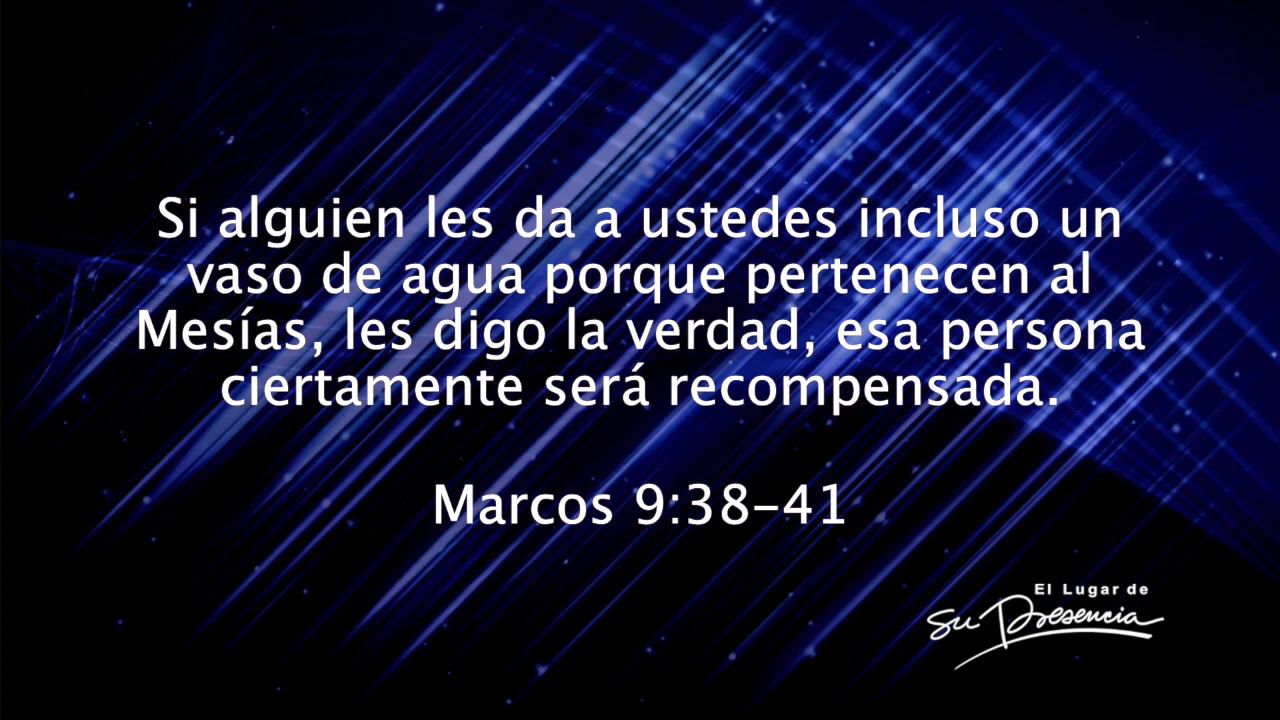 Si alguien les da a ustedes incluso un
vaso de agua porque pertenecen al
Mesías, les digo la verdad, esa persona
ciertamente será recompensada.
Marcos 9:38–41
El Lugar de
Su Presencia